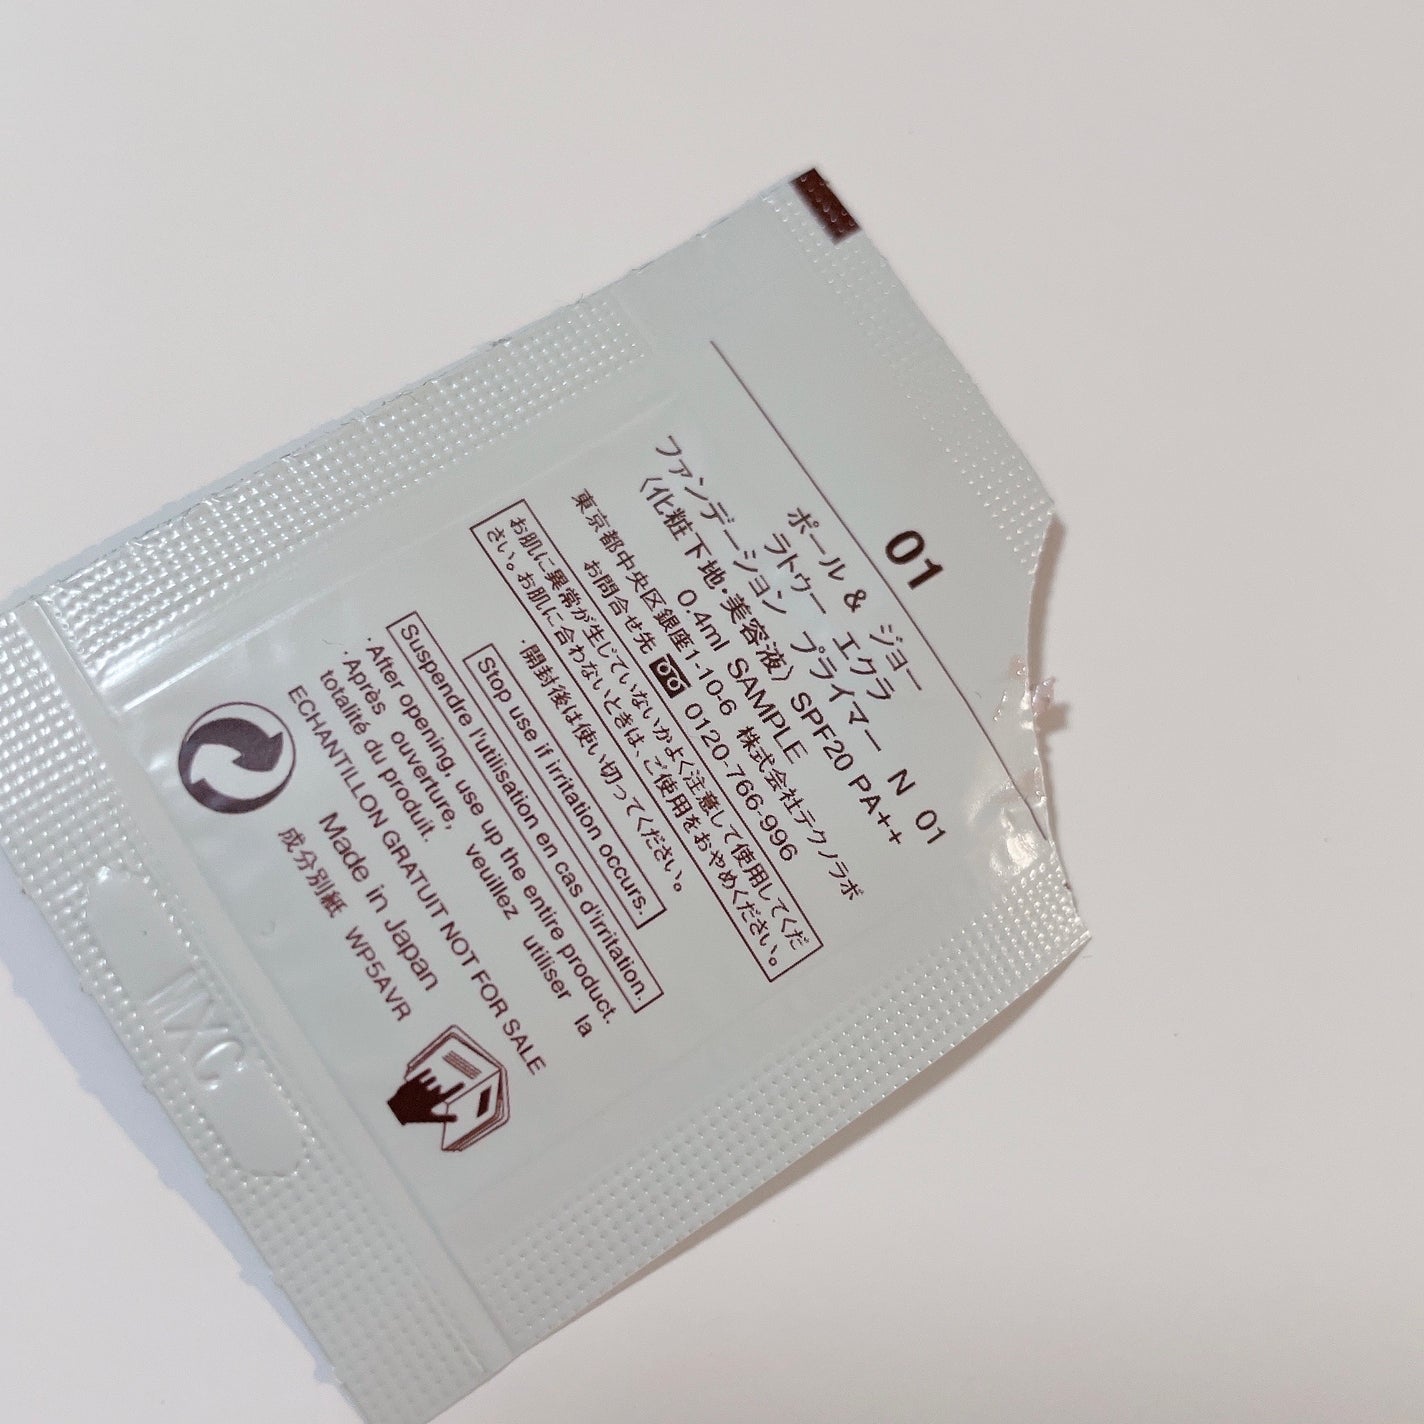 01
ポール & ジョー
ラトゥー エクラ
ファンデーション プライマー N 01
〈化粧下地・美容液〉 SPF20 PA++
0.4ml SAMPLE
東京都中央区銀座1-10-6 株式会社テクノラボ
お問合せ先 0120-766-996
お肌に異常が生じていないかよく注意して使用してくだ
さい。お肌に合わないときは、ご使用をおやめください。
・開封後は使い切ってください。
Stop use if irritation occurs.
Suspendre l'utilisation en cas d'irritation.
・After opening, use up the entire product.
・Après ouverture, veuillez utiliser la
totalité du produit.
ECHANTILLON GRATUIT NOT FOR SALE
Made in Japan
成分別紙 WP5AVR
MXC